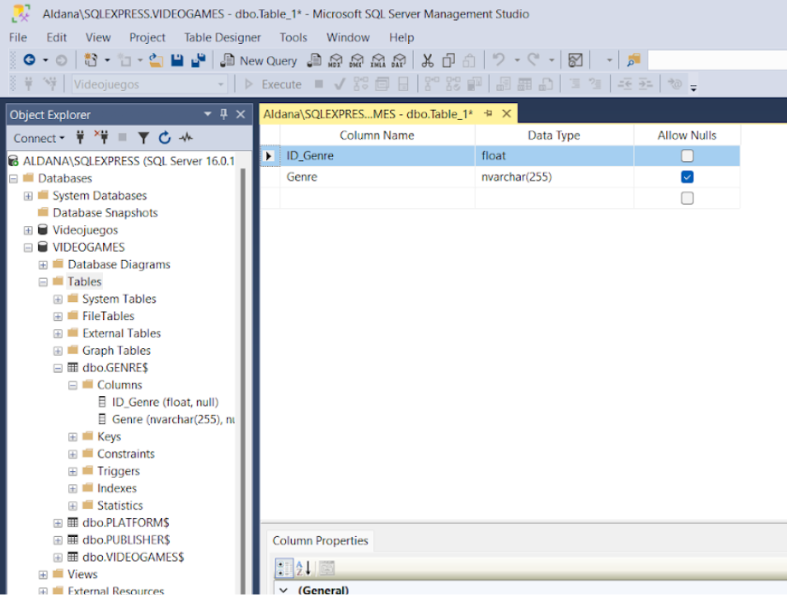 Aldana\SQLEXPRESS.VIDEOGAMES - dbo.Table_1* - Microsoft SQL Server Management Studio
File Edit View Project Table Designer Tools Window Help
New Query MDX DMX XMLA DAX
Videojuegos Execute
Object Explorer
Aldana\SQLEXPRES...MES - dbo.Table_1*
Connect
ALDANA\SQLEXPRESS (SQL Server 16.0.1
Databases
System Databases
Database Snapshots
Videojuegos
VIDEOGAMES
Database Diagrams
Tables
System Tables
FileTables
External Tables
Graph Tables
dbo.GENRE$
Columns
ID_Genre (float, null)
Genre (nvarchar(255), nu
Keys
Constraints
Triggers
Indexes
Statistics
dbo.PLATFORM$
dbo.PUBLISHER$
dbo.VIDEOGAMES$
Views
External Resources
Column Name Data Type Allow Nulls
ID_Genre float
Genre nvarchar(255)
Column Properties
(General)